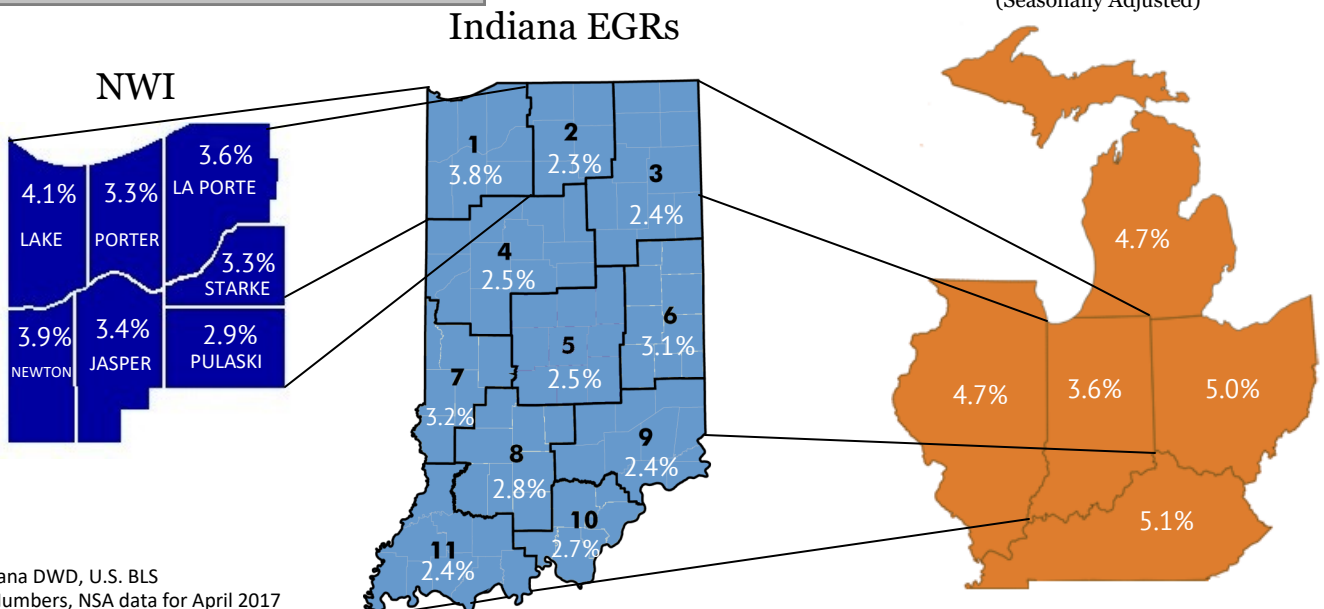 (Seasonally Adjusted)
Indiana EGRs
NWI
3.6%
LA PORTE
4.1%
LAKE
3.3%
PORTER
3.3%
STARKE
3.9%
NEWTON
3.4%
JASPER
2.9%
PULASKI
1
3.8%
2
2.3%
3
2.4%
4
2.5%
5
2.5%
6
3.1%
7
3.2%
8
2.8%
9
2.4%
10
2.7%
11
2.4%
4.7%
4.7%
3.6%
5.0%
5.1%
ana DWD, U.S. BLS
umbers, NSA data for April 2017